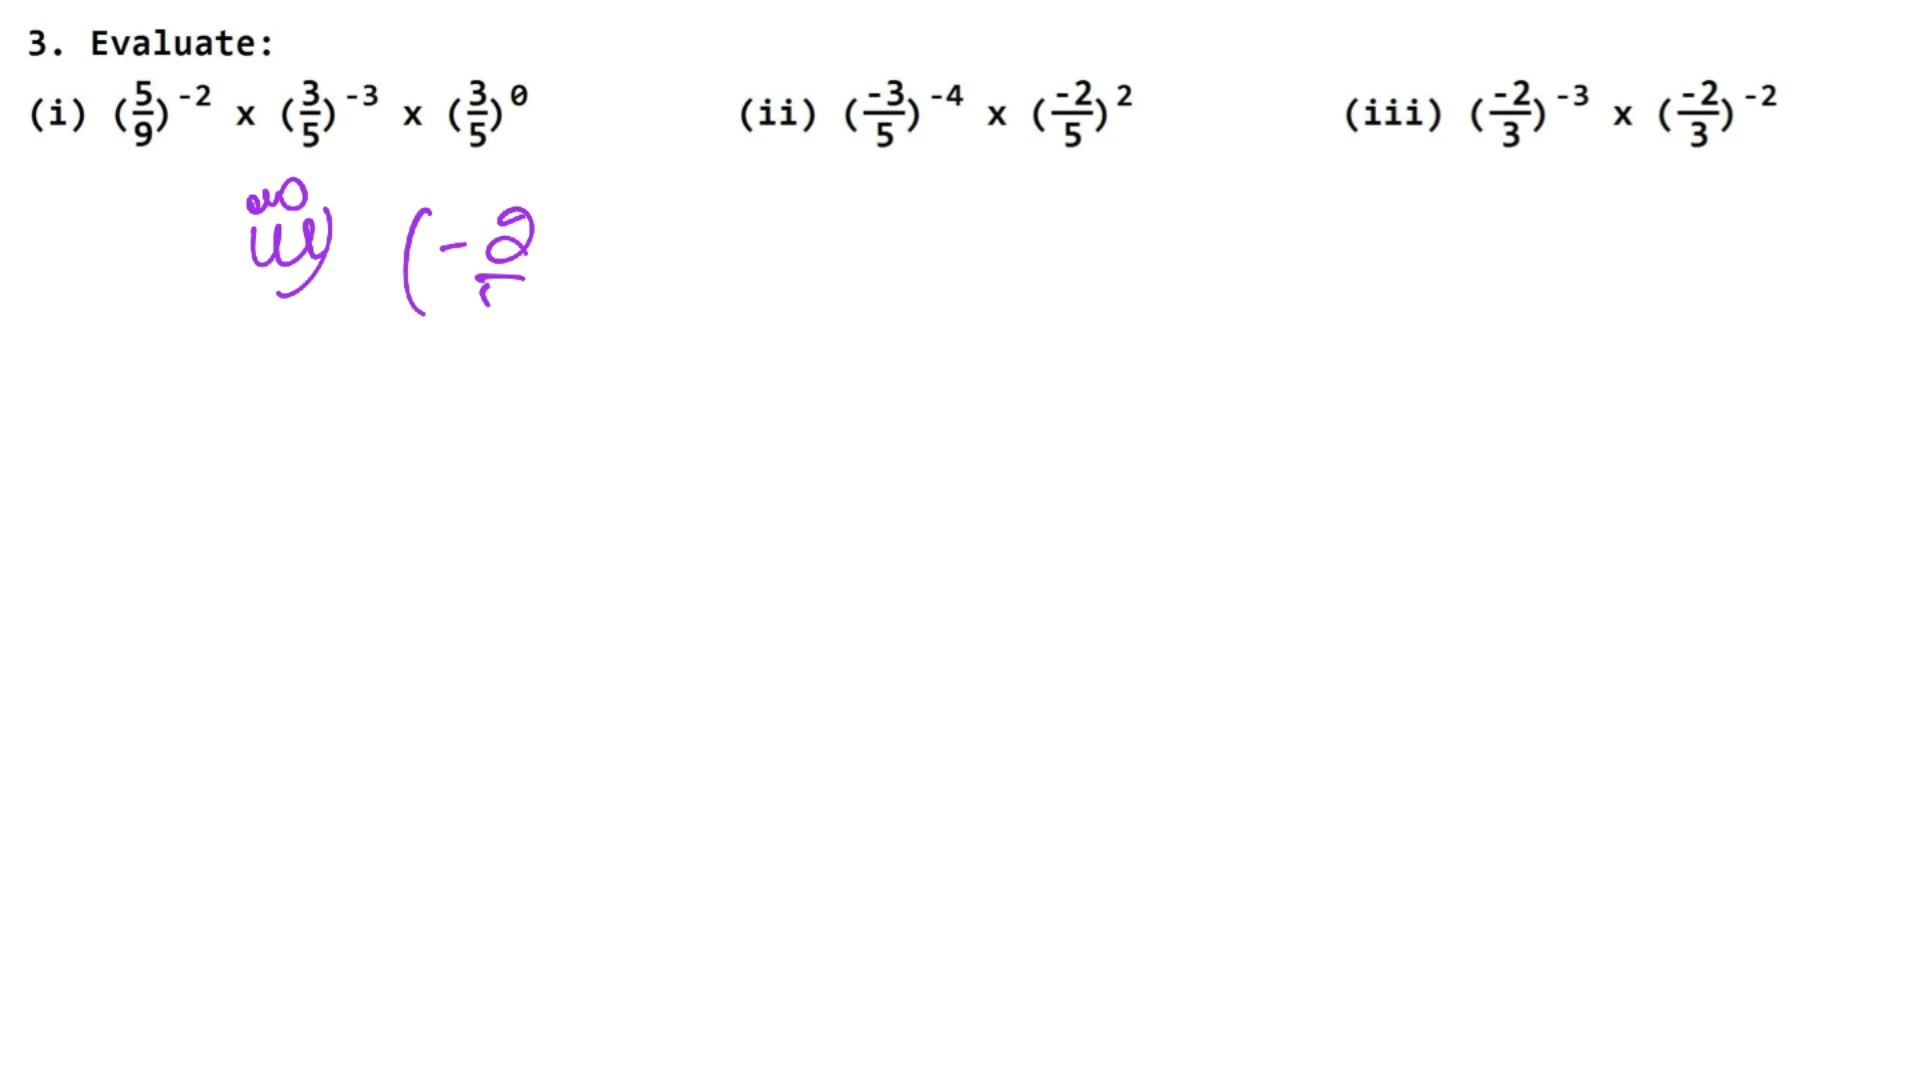 3. Evaluate:
(i) (5/9)^-2 x (3/5)^-3 x (3/5)^0 (ii) (-3/5)^-4 x (-2/5)^2 (iii) (-2/3)^-3 x (-2/3)^-2
iii) (-2/